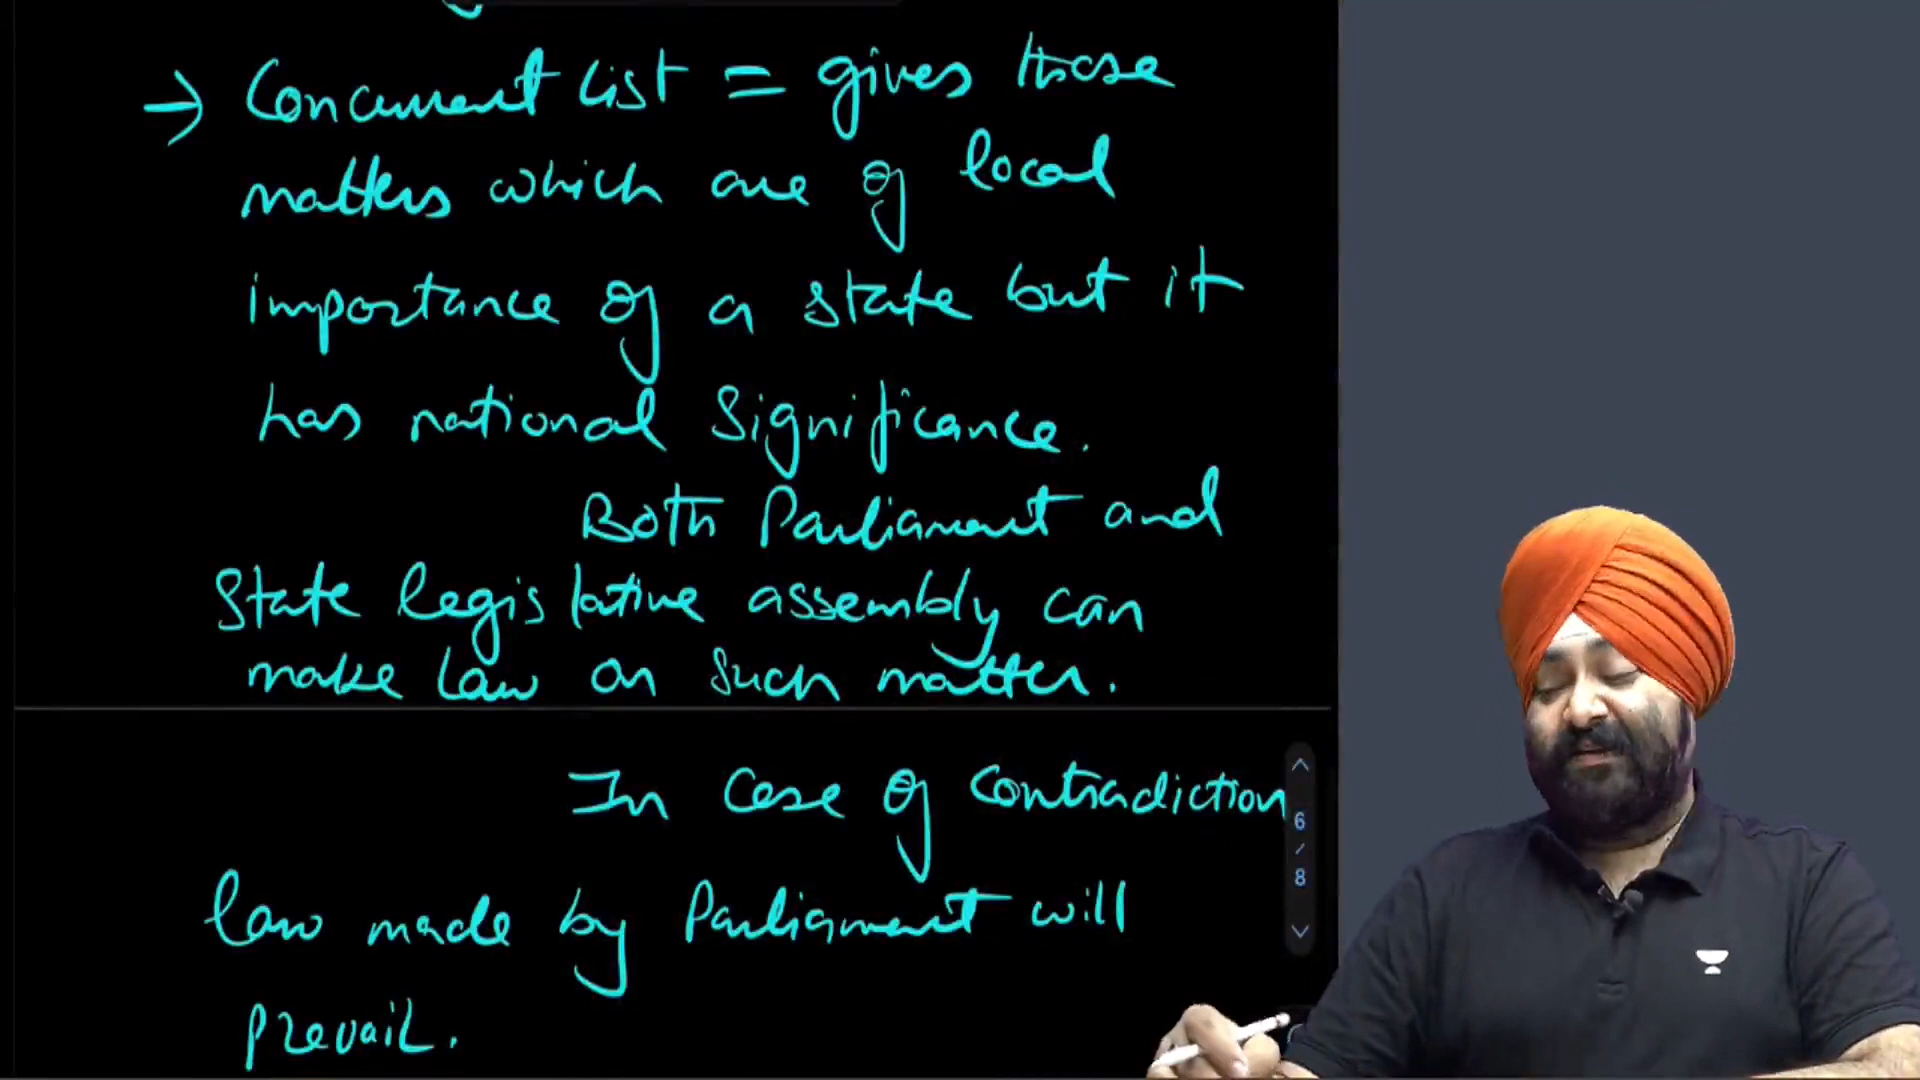 → Concurrent List = gives those
matters which are of local
importance of a state but it
has national significance.
Both Parliament and
State legislative assembly can
make law on such matter.
In case of contradiction
law made by Parliament will
prevail.
6
/
8